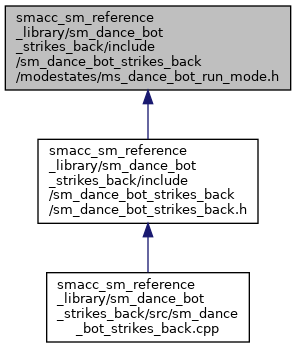 smacc_sm_reference
_library/sm_dance_bot
_strikes_back/include
/sm_dance_bot_strikes_back
/modestates/ms_dance_bot_run_mode.h
smacc_sm_reference
_library/sm_dance_bot
_strikes_back/include
/sm_dance_bot_strikes_back
/sm_dance_bot_strikes_back.h
smacc_sm_reference
_library/sm_dance_bot
_strikes_back/src/sm_dance
_bot_strikes_back.cpp